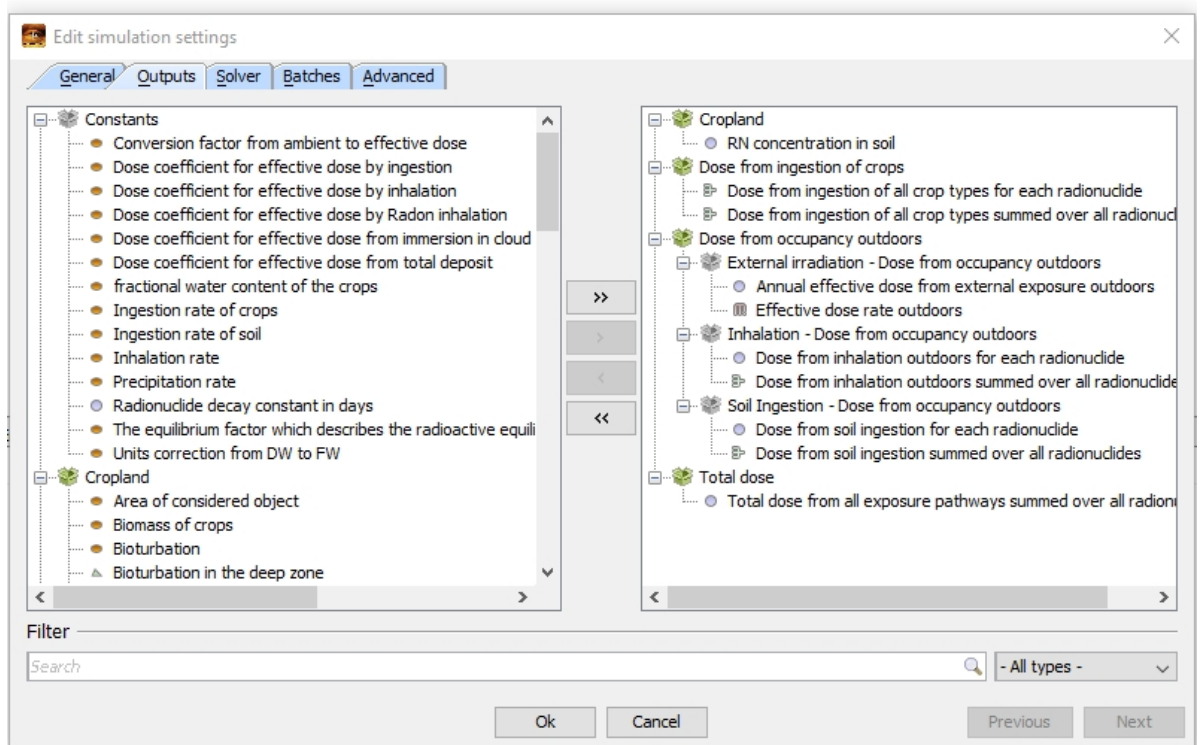 Edit simulation settings
General Outputs Solver Batches Advanced
Constants
Conversion factor from ambient to effective dose
Dose coefficient for effective dose by ingestion
Dose coefficient for effective dose by inhalation
Dose coefficient for effective dose by Radon inhalation
Dose coefficient for effective dose from immersion in cloud
Dose coefficient for effective dose from total deposit
fractional water content of the crops
Ingestion rate of crops
Ingestion rate of soil
Inhalation rate
Precipitation rate
Radionuclide decay constant in days
The equilibrium factor which describes the radioactive equili
Units correction from DW to FW
Cropland
Area of considered object
Biomass of crops
Bioturbation
Bioturbation in the deep zone
>>
>
<
<<
Cropland
RN concentration in soil
Dose from ingestion of crops
Dose from ingestion of all crop types for each radionuclide
Dose from ingestion of all crop types summed over all radionucl
Dose from occupancy outdoors
External irradiation - Dose from occupancy outdoors
Annual effective dose from external exposure outdoors
Effective dose rate outdoors
Inhalation - Dose from occupancy outdoors
Dose from inhalation outdoors for each radionuclide
Dose from inhalation outdoors summed over all radionuclide
Soil Ingestion - Dose from occupancy outdoors
Dose from soil ingestion for each radionuclide
Dose from soil ingestion summed over all radionuclides
Total dose
Total dose from all exposure pathways summed over all radion
Filter
Search
- All types -
Ok Cancel Previous Next